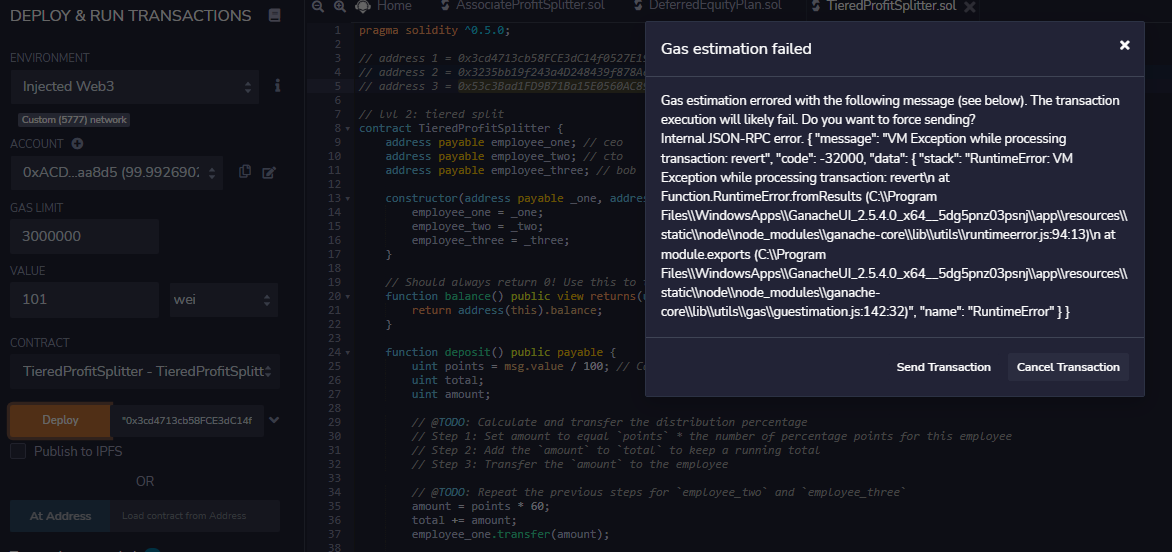 DEPLOY & RUN TRANSACTIONS
ENVIRONMENT
Injected Web3
Custom (5777) network
ACCOUNT
0xACD...aa8d5 (99.992690
GAS LIMIT
3000000
VALUE
101
wei
CONTRACT
TieredProfitSplitter - TieredProfitSplitt
Deploy
"0x3cd4713cb58FCE3dC14f
Publish to IPFS
OR
At Address
Load contract from Address
Home
AssociateProfitSplitter.sol
DeferredEquityPlan.sol
TieredProfitSplitter.sol
1 pragma solidity ^0.5.0;
2
3 // address 1 = 0x3cd4713cb58FCE3dC14f0527E19
4 // address 2 = 0x3235bb19f243a4D248439f878A
5 // address 3 = 0x53c38ad1FD9B71Ba15E0560AC8
6
7 // lvl 2: tiered split
8 contract TieredProfitSplitter {
9 address payable employee_one; // ceo
10 address payable employee_two; // cto
11 address payable employee_three; // bob
12
13 constructor(address payable _one, addre
14 employee_one = _one;
15 employee_two = _two;
16 employee_three = _three;
17 }
18
19 // Should always return 0! Use this to
20 function balance() public view returns(
21 return address(this).balance;
22 }
23
24 function deposit() public payable {
25 uint points = msg.value / 100; // C
26 uint total;
27 uint amount;
28
29 // @TODO: Calculate and transfer the distribution percentage
30 // Step 1: Set amount to equal `points` * the number of percentage points for this employee
31 // Step 2: Add the `amount` to `total` to keep a running total
32 // Step 3: Transfer the `amount` to the employee
33
34 // @TODO: Repeat the previous steps for `employee_two` and `employee_three`
35 amount = points * 60;
36 total += amount;
37 employee_one.transfer(amount);
38
Gas estimation failed
Gas estimation errored with the following message (see below). The transaction
execution will likely fail. Do you want to force sending?
Internal JSON-RPC error. { "message": "VM Exception while processing
transaction: revert", "code": -32000, "data": { "stack": "RuntimeError: VM
Exception while processing transaction: revert\n at
Function.RuntimeError.fromResults (C:\\Program
Files\\WindowsApps\\GanacheUI_2.5.4.0_x64__5dg5pnz03psnj\\app\\resources\\
static\\node\\node_modules\\ganache-core\\lib\\utils\\runtimeerror.js:94:13)\n at
module.exports (C:\\Program
Files\\WindowsApps\\GanacheUI_2.5.4.0_x64__5dg5pnz03psnj\\app\\resources\\
static\\node\\node_modules\\ganache-
core\\lib\\utils\\gas\\guestimation.js:142:32)", "name": "RuntimeError" } }
Send Transaction
Cancel Transaction